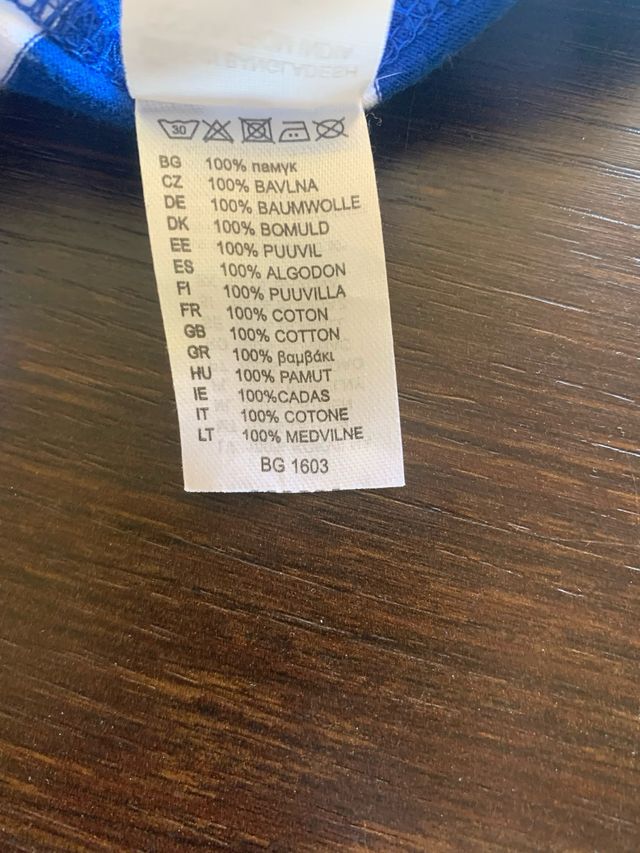 BANGLADESH
30
BG 100% памук
CZ 100% BAVLNA
DE 100% BAUMWOLLE
DK 100% BOMULD
EE 100% PUUVIL
ES 100% ALGODON
FI 100% PUUVILLA
FR 100% COTON
GB 100% COTTON
GR 100% βαμβάκι
HU 100% PAMUT
IE 100%CADAS
IT 100% COTONE
LT 100% MEDVILNE
BG 1603